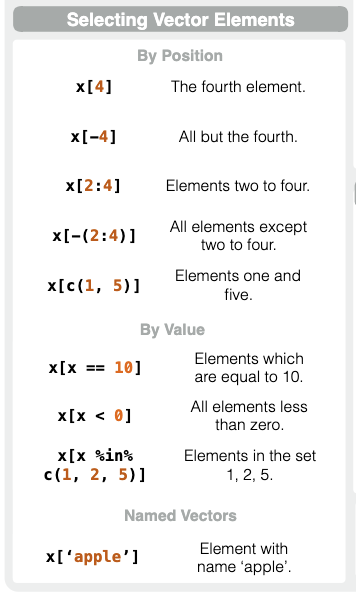 Selecting Vector Elements
By Position
x[4] The fourth element.
x[-4] All but the fourth.
x[2:4] Elements two to four.
x[-(2:4)] All elements except
two to four.
x[c(1, 5)] Elements one and
five.
By Value
x[x == 10] Elements which
are equal to 10.
x[x < 0] All elements less
than zero.
x[x %in% Elements in the set
c(1, 2, 5)] 1, 2, 5.
Named Vectors
x[‘apple’] Element with
name ‘apple’.